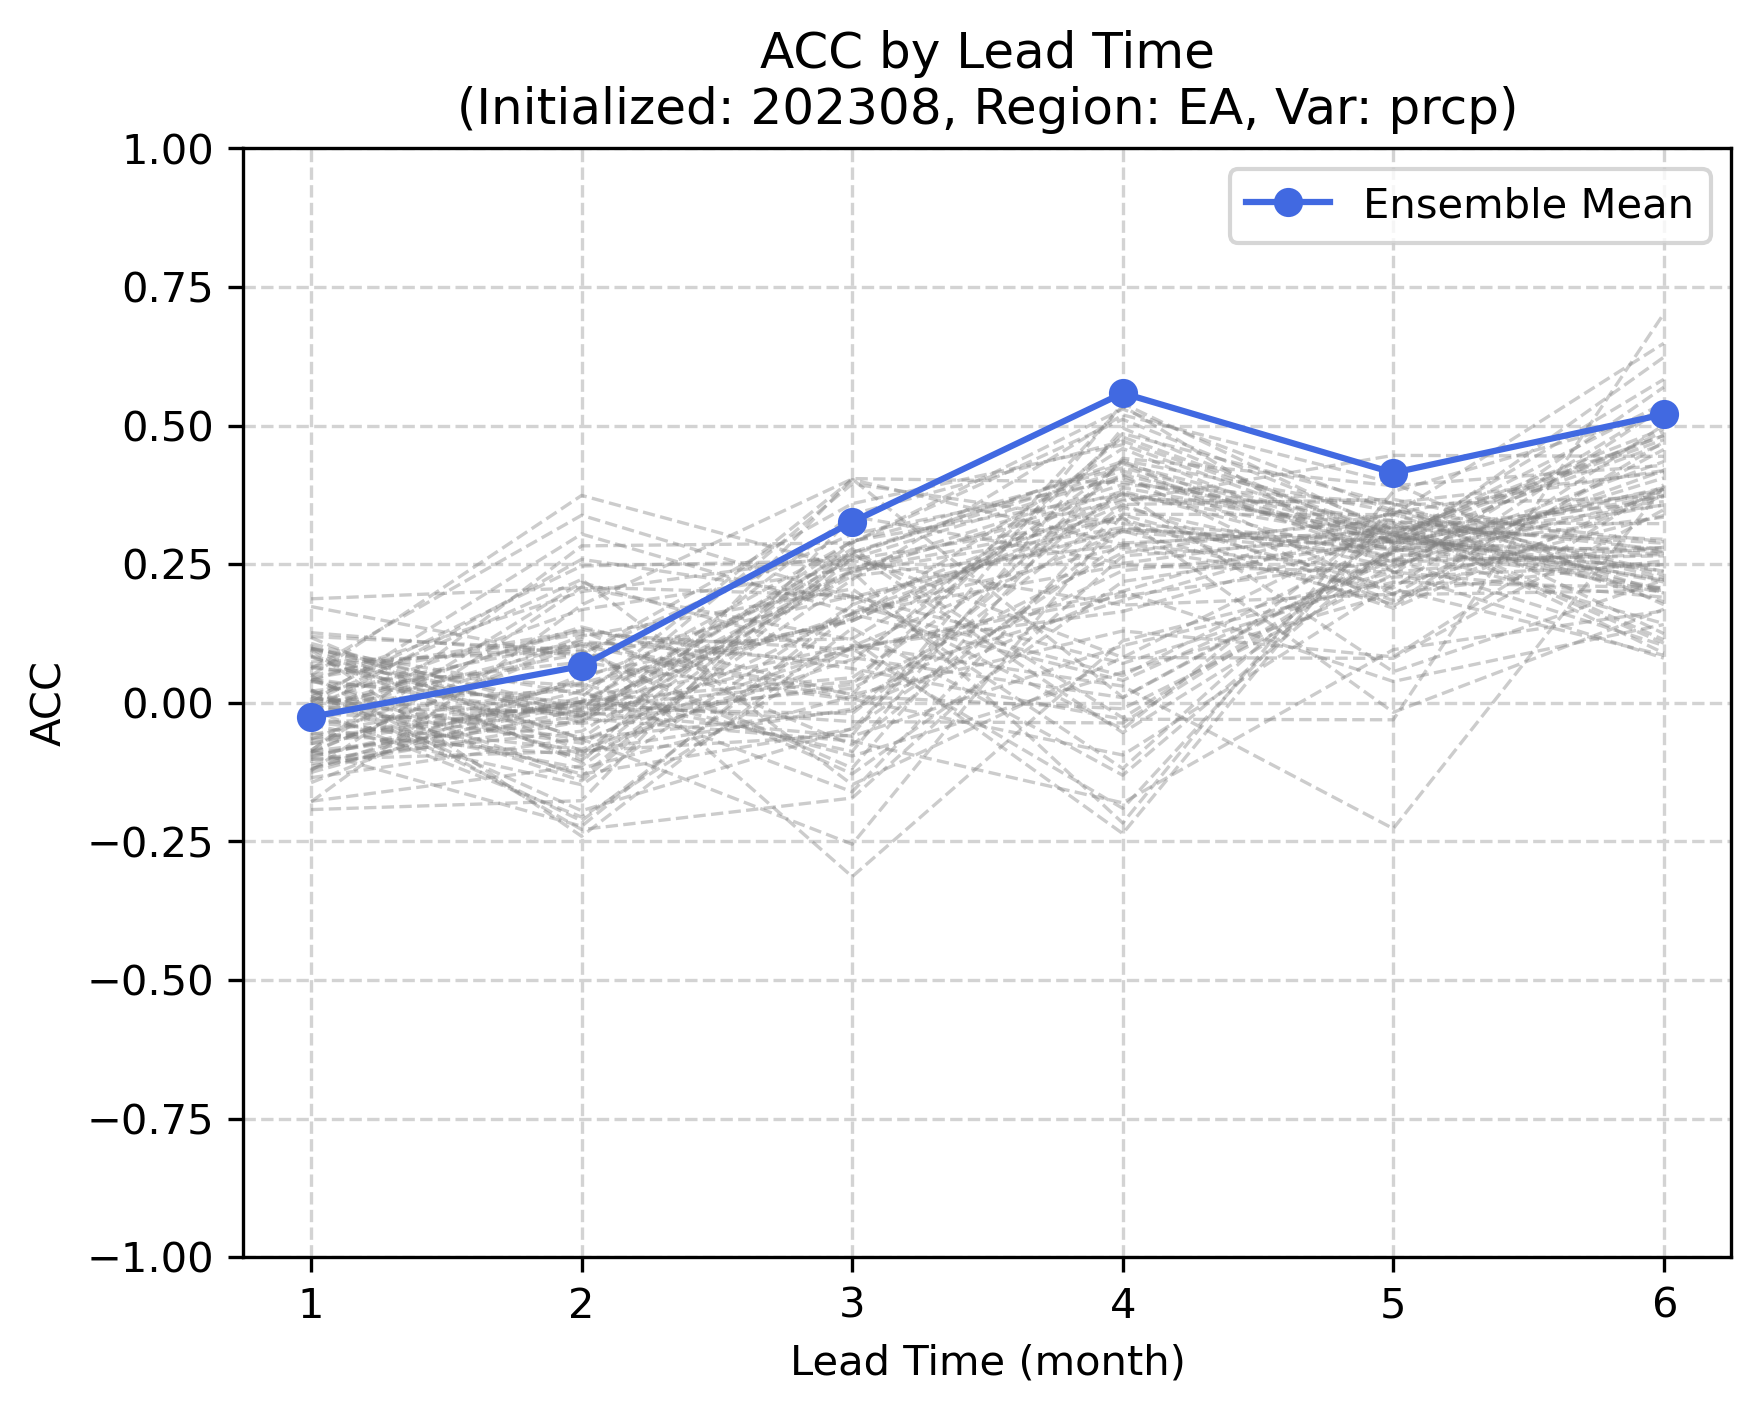 ACC by Lead Time
(Initialized: 202308, Region: EA, Var: prcp)
1.00
Ensemble Mean
0.75
0.50
0.25
0.00
ACC
−0.25
−0.50
−0.75
−1.00
1 2 3 4 5 6
Lead Time (month)